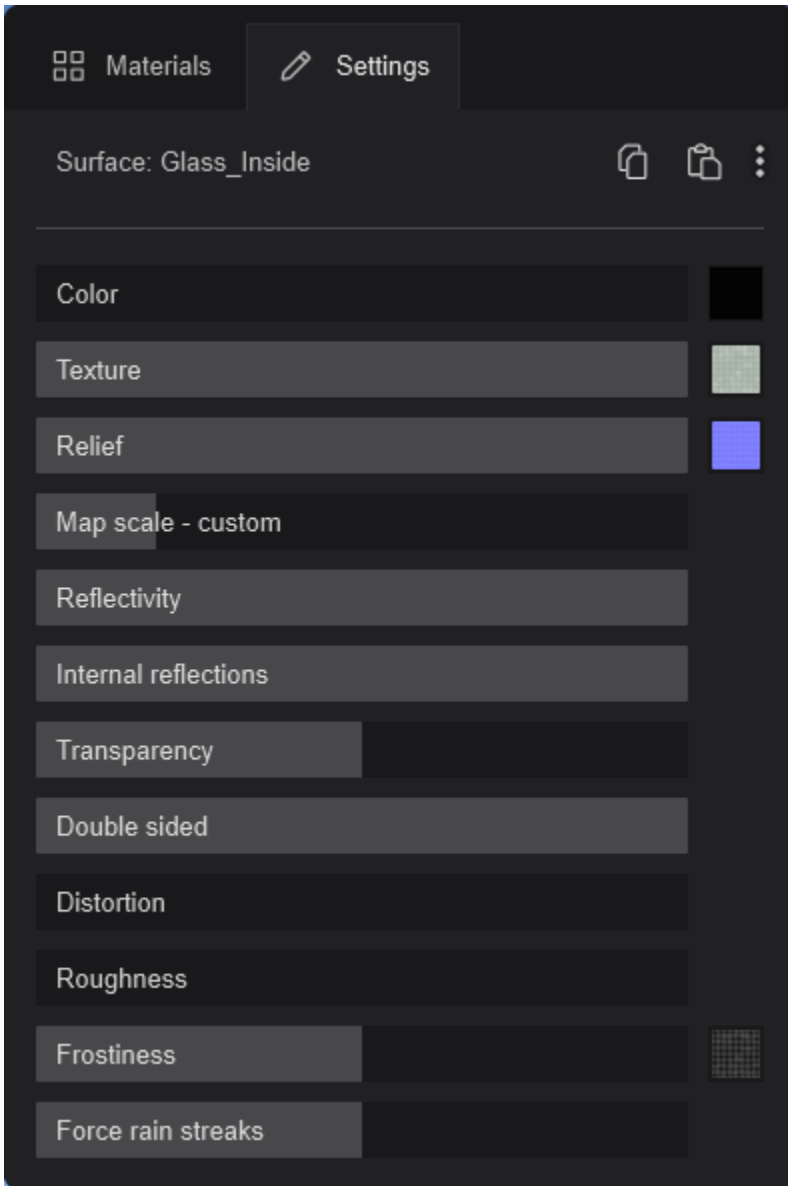 Materials
Settings
Surface: Glass_Inside
Color
Texture
Relief
Map scale - custom
Reflectivity
Internal reflections
Transparency
Double sided
Distortion
Roughness
Frostiness
Force rain streaks